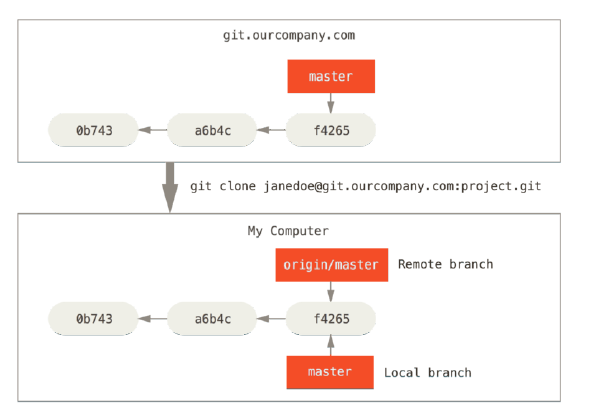 git.ourcompany.com
master
0b743 a6b4c f4265
git clone janedoe@git.ourcompany.com:project.git
My Computer
origin/master Remote branch
0b743 a6b4c f4265
master Local branch